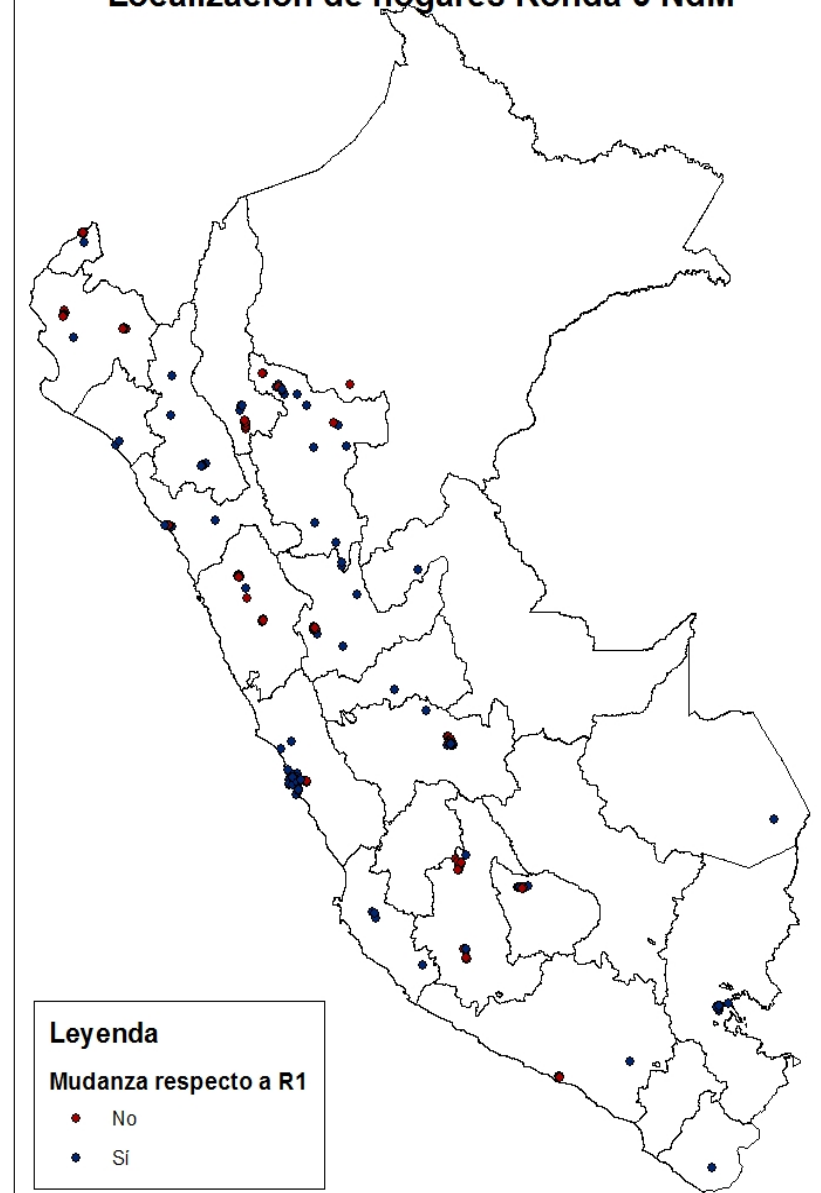 Localización de hogares Ronda 6 NdM
Leyenda
Mudanza respecto a R1
No
Sí